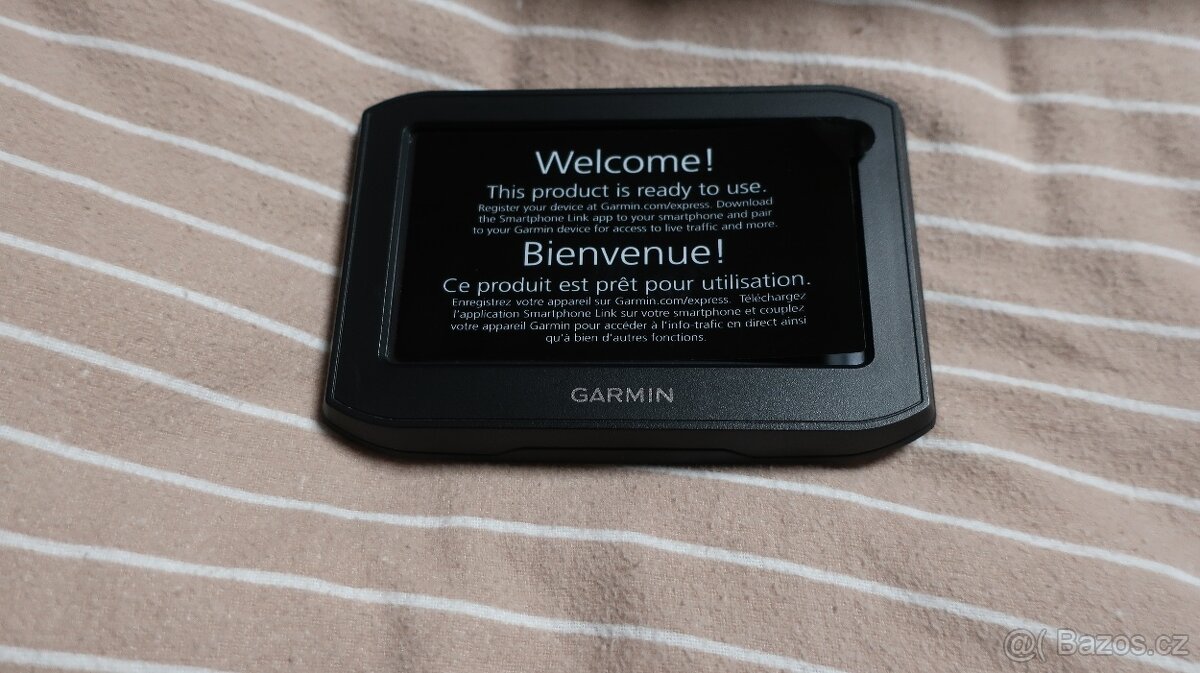 Welcome!
This product is ready to use.
Register your device at Garmin.com/express. Download
the Smartphone Link app to your smartphone and pair
to your Garmin device for access to live traffic and more.
Bienvenue!
Ce produit est prêt pour utilisation.
Enregistrez votre appareil sur Garmin.com/express. Téléchargez
l'application Smartphone Link sur votre smartphone et couplez
votre appareil Garmin pour accéder à l'info-trafic en direct ainsi
qu'à bien d'autres fonctions.
GARMIN
@( Bazos.cz